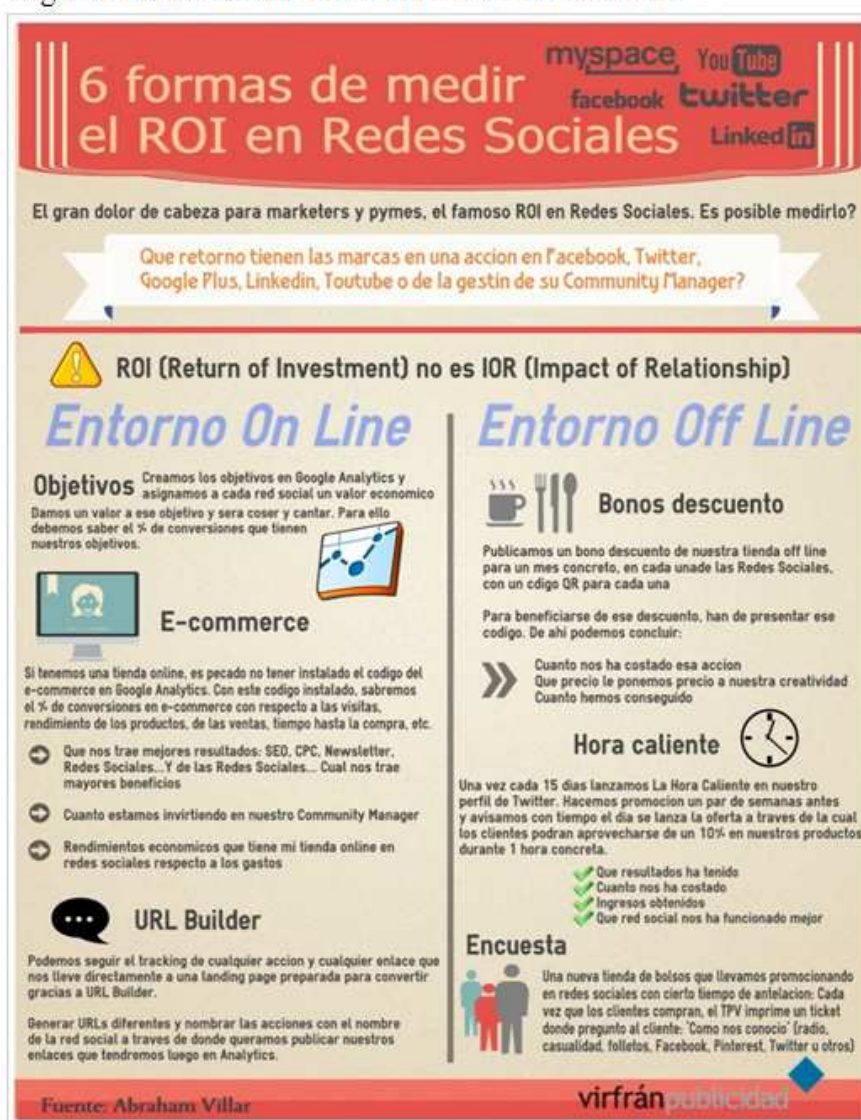 6 formas de medir
el ROI en Redes Sociales
myspace
You Tube
facebook
twitter
Linked in
El gran dolor de cabeza para marketers y pymes, el famoso ROI en Redes Sociales. Es posible medirlo?
Que retorno tienen las marcas en una accion en Facebook, Twitter,
Google Plus, Linkedin, Toutube o de la gestin de su Community Manager?
ROI (Return of Investment) no es IOR (Impact of Relationship)
Entorno On Line
Objetivos
Creamos los objetivos en Google Analytics y
asignamos a cada red social un valor economico
Damos un valor a ese objetivo y sera coser y cantar. Para ello
debemos saber el % de conversiones que tienen
nuestros objetivos.
E-commerce
Si tenemos una tienda online, es pecado no tener instalado el codigo del
e-commerce en Google Analytics. Con este codigo instalado, sabremos
el % de conversiones en e-commerce con respecto a las visitas,
rendimiento de los productos, de las ventas, tiempo hasta la compra, etc.
Que nos trae mejores resultados: SEO, CPC, Newsletter,
Redes Sociales...Y de las Redes Sociales... Cual nos trae
mayores beneficios
Cuanto estamos invirtiendo en nuestro Community Manager
Rendimientos economicos que tiene mi tienda online en
redes sociales respecto a los gastos
URL Builder
Podemos seguir el tracking de cualquier accion y cualquier enlace que
nos lleve directamente a una landing page preparada para convertir
gracias a URL Builder.
Generar URLs diferentes y nombrar las acciones con el nombre
de la red social a traves de donde queramos publicar nuestros
enlaces que tendremos luego en Analytics.
Entorno Off Line
Bonos descuento
Publicamos un bono descuento de nuestra tienda off line
para un mes concreto, en cada unade las Redes Sociales,
con un cdigo QR para cada una
Para beneficiarse de ese descuento, han de presentar ese
codigo. De ahi podemos concluir:
Cuanto nos ha costado esa accion
Que precio le ponemos precio a nuestra creatividad
Cuanto hemos conseguido
Hora caliente
Una vez cada 15 dias lanzamos La Hora Caliente en nuestro
perfil de Twitter. Hacemos promocion un par de semanas antes
y avisamos con tiempo el dia se lanza la oferta a traves de la cual
los clientes podran aprovecharse de un 10% en nuestros productos
durante 1 hora concreta.
Que resultados ha tenido
Cuanto nos ha costado
Ingresos obtenidos
Que red social nos ha funcionado mejor
Encuesta
Una nueva tienda de bolsos que llevamos promocionando
en redes sociales con cierto tiempo de antelacion: Cada
vez que los clientes compran, el TPV imprime un ticket
donde pregunto al cliente: 'Como nos conocio' (radio,
casualidad, folletos, Facebook, Pinterest, Twitter u otros)
Fuente: Abraham Villar
virfránpublicidad